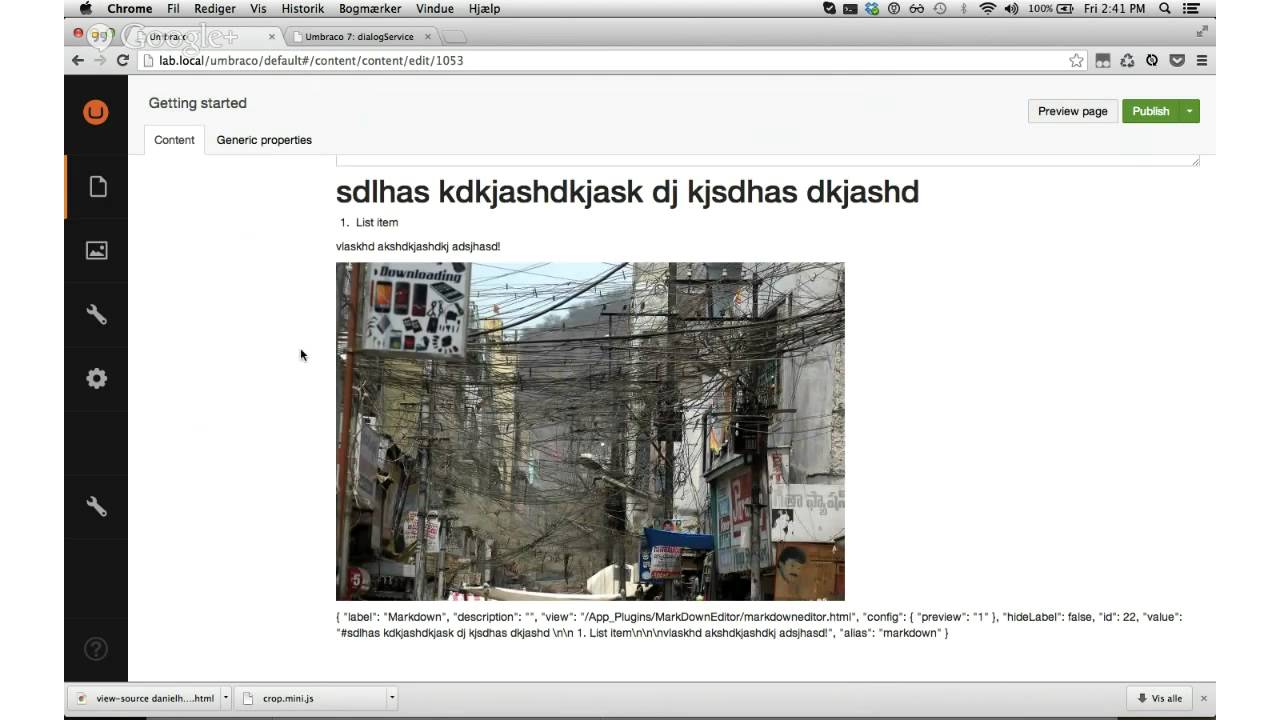 Chrome Fil Rediger Vis Historik Bogmærker Vindue Hjælp 100% Fri 2:41 PM
Google+
Umbraco Umbraco 7: dialogService
lab.local/umbraco/default#/content/content/edit/1053
Getting started
Preview page Publish
Content Generic properties
sdlhas kdkjashdkjask dj kjsdhas dkjashd
1. List item
vlaskhd akshdkjashdkj adsjhasd!
Downloading
{ "label": "Markdown", "description": "", "view": "/App_Plugins/MarkDownEditor/markdowneditor.html", "config": { "preview": "1" }, "hideLabel": false, "id": 22, "value":
"#sdlhas kdkjashdkjask dj kjsdhas dkjashd \n\n 1. List item\n\n\nvlaskhd akshdkjashdkj adsjhasd!", "alias": "markdown" }
view-source danielh....html crop.mini.js Vis alle